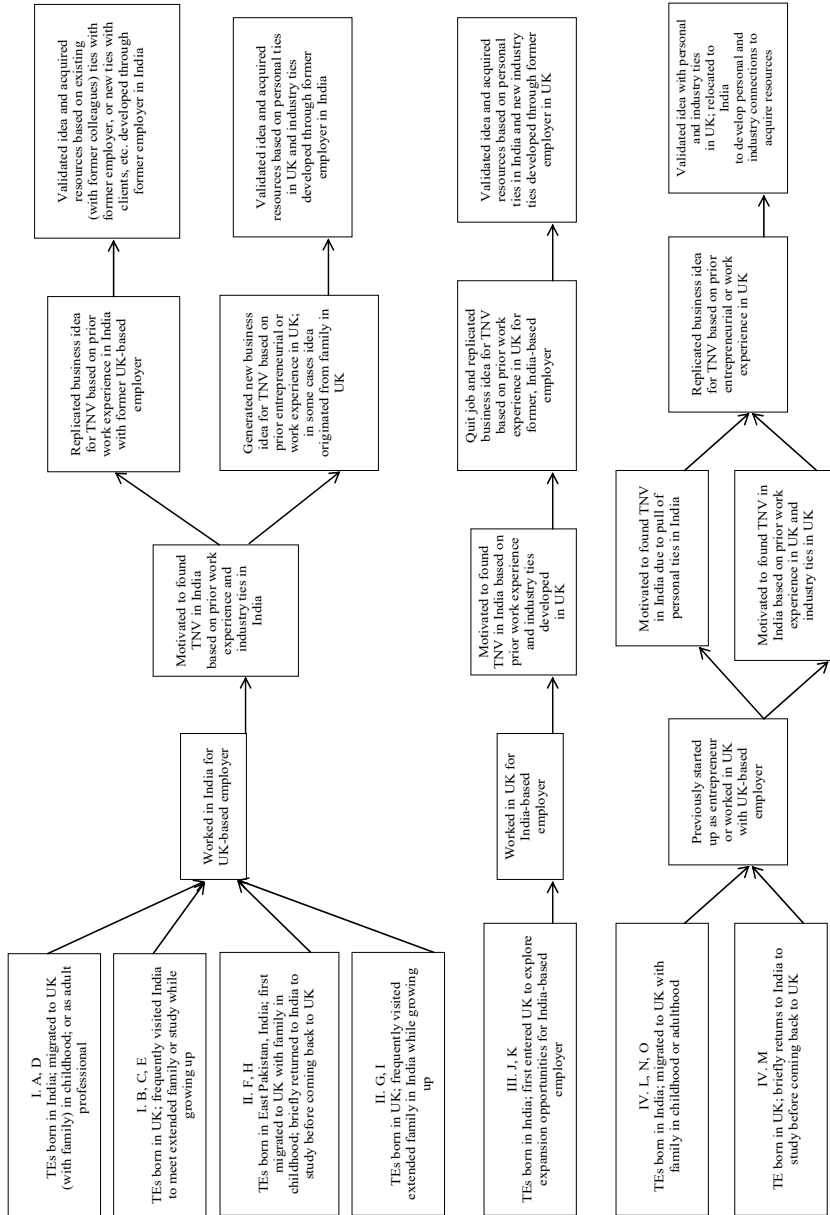 I. A, D
TEs born in India; migrated to UK
(with family) in childhood; or as adult
professional
I. B, C, E
TEs born in UK; frequently visited India
to meet extended family or study while
growing up
II. F, H
TEs born in East Pakistan, India; first
migrated to UK with family in
childhood; briefly returned to India to
study before coming back to UK
II. G, I
TEs born in UK; frequently visited
extended family in India while growing
up
Worked in India for
UK-based employer
Motivated to found
TNV in India
based on prior work
experience and
industry ties in
India
Replicated business idea
for TNV based on prior
work experience in India
with former UK-based
employer
Validated idea and acquired
resources based on existing
(with former colleagues) ties with
former employer, or new ties with
clients, etc. developed through
former employer in India
Generated new business
idea for TNV based on
prior entrepreneurial or
work experience in UK;
in some cases idea
originated from family in
UK
Validated idea and acquired
resources based on personal ties
in UK and industry ties
developed through former
employer in India
III. J, K
TEs born in India; first entered UK to explore
expansion opportunities for India-based
employer
Worked in UK for
India-based
employer
Motivated to found
TNV in India based on
prior work experience
and industry ties
developed
in UK
Quit job and replicated
business idea for TNV
based on prior work
experience in UK for
former, India-based
employer
Validated idea and acquired
resources based on personal
ties in India and new industry
ties developed through former
employer in UK
IV. L, N, O
TEs born in India; migrated to UK with
family in childhood or adulthood
IV. M
TE born in UK; briefly returns to India to
study before coming back to UK
Previously started
up as entrepreneur
or worked in UK
with UK-based
employer
Motivated to found TNV
in India due to pull of
personal ties in India
Motivated to found TNV in
India based on prior work
experience in UK and
industry ties in UK
Replicated business idea
for TNV based on prior
entrepreneurial or work
experience in UK
Validated idea with personal
and industry ties
in UK; relocated to
India
to develop personal and
industry connections to
acquire resources